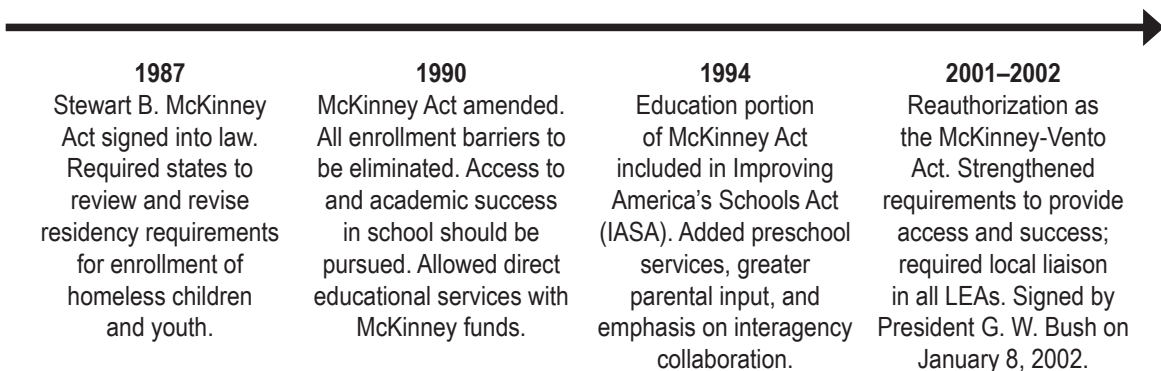 1987
Stewart B. McKinney
Act signed into law.
Required states to
review and revise
residency requirements
for enrollment of
homeless children
and youth.
1990
McKinney Act amended.
All enrollment barriers to
be eliminated. Access to
and academic success
in school should be
pursued. Allowed direct
educational services with
McKinney funds.
1994
Education portion
of McKinney Act
included in Improving
America’s Schools Act
(IASA). Added preschool
services, greater
parental input, and
emphasis on interagency
collaboration.
2001–2002
Reauthorization as
the McKinney-Vento
Act. Strengthened
requirements to provide
access and success;
required local liaison
in all LEAs. Signed by
President G. W. Bush on
January 8, 2002.